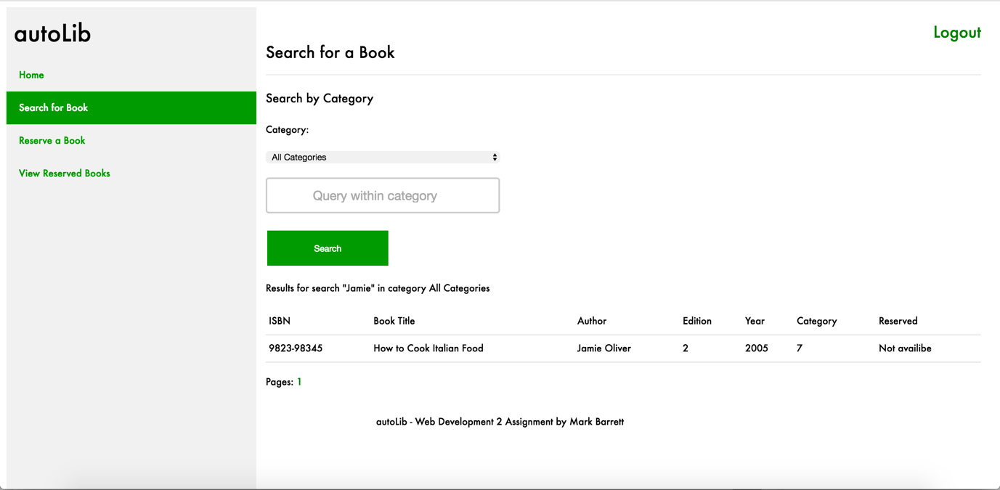 autoLib
Logout
Home
Search for Book
Reserve a Book
View Reserved Books
Search for a Book
Search by Category
Category:
All Categories
Query within category
Search
Results for search "Jamie" in category All Categories
ISBN Book Title Author Edition Year Category Reserved
9823-98345 How to Cook Italian Food Jamie Oliver 2 2005 7 Not availibe
Pages: 1
autoLib - Web Development 2 Assignment by Mark Barrett